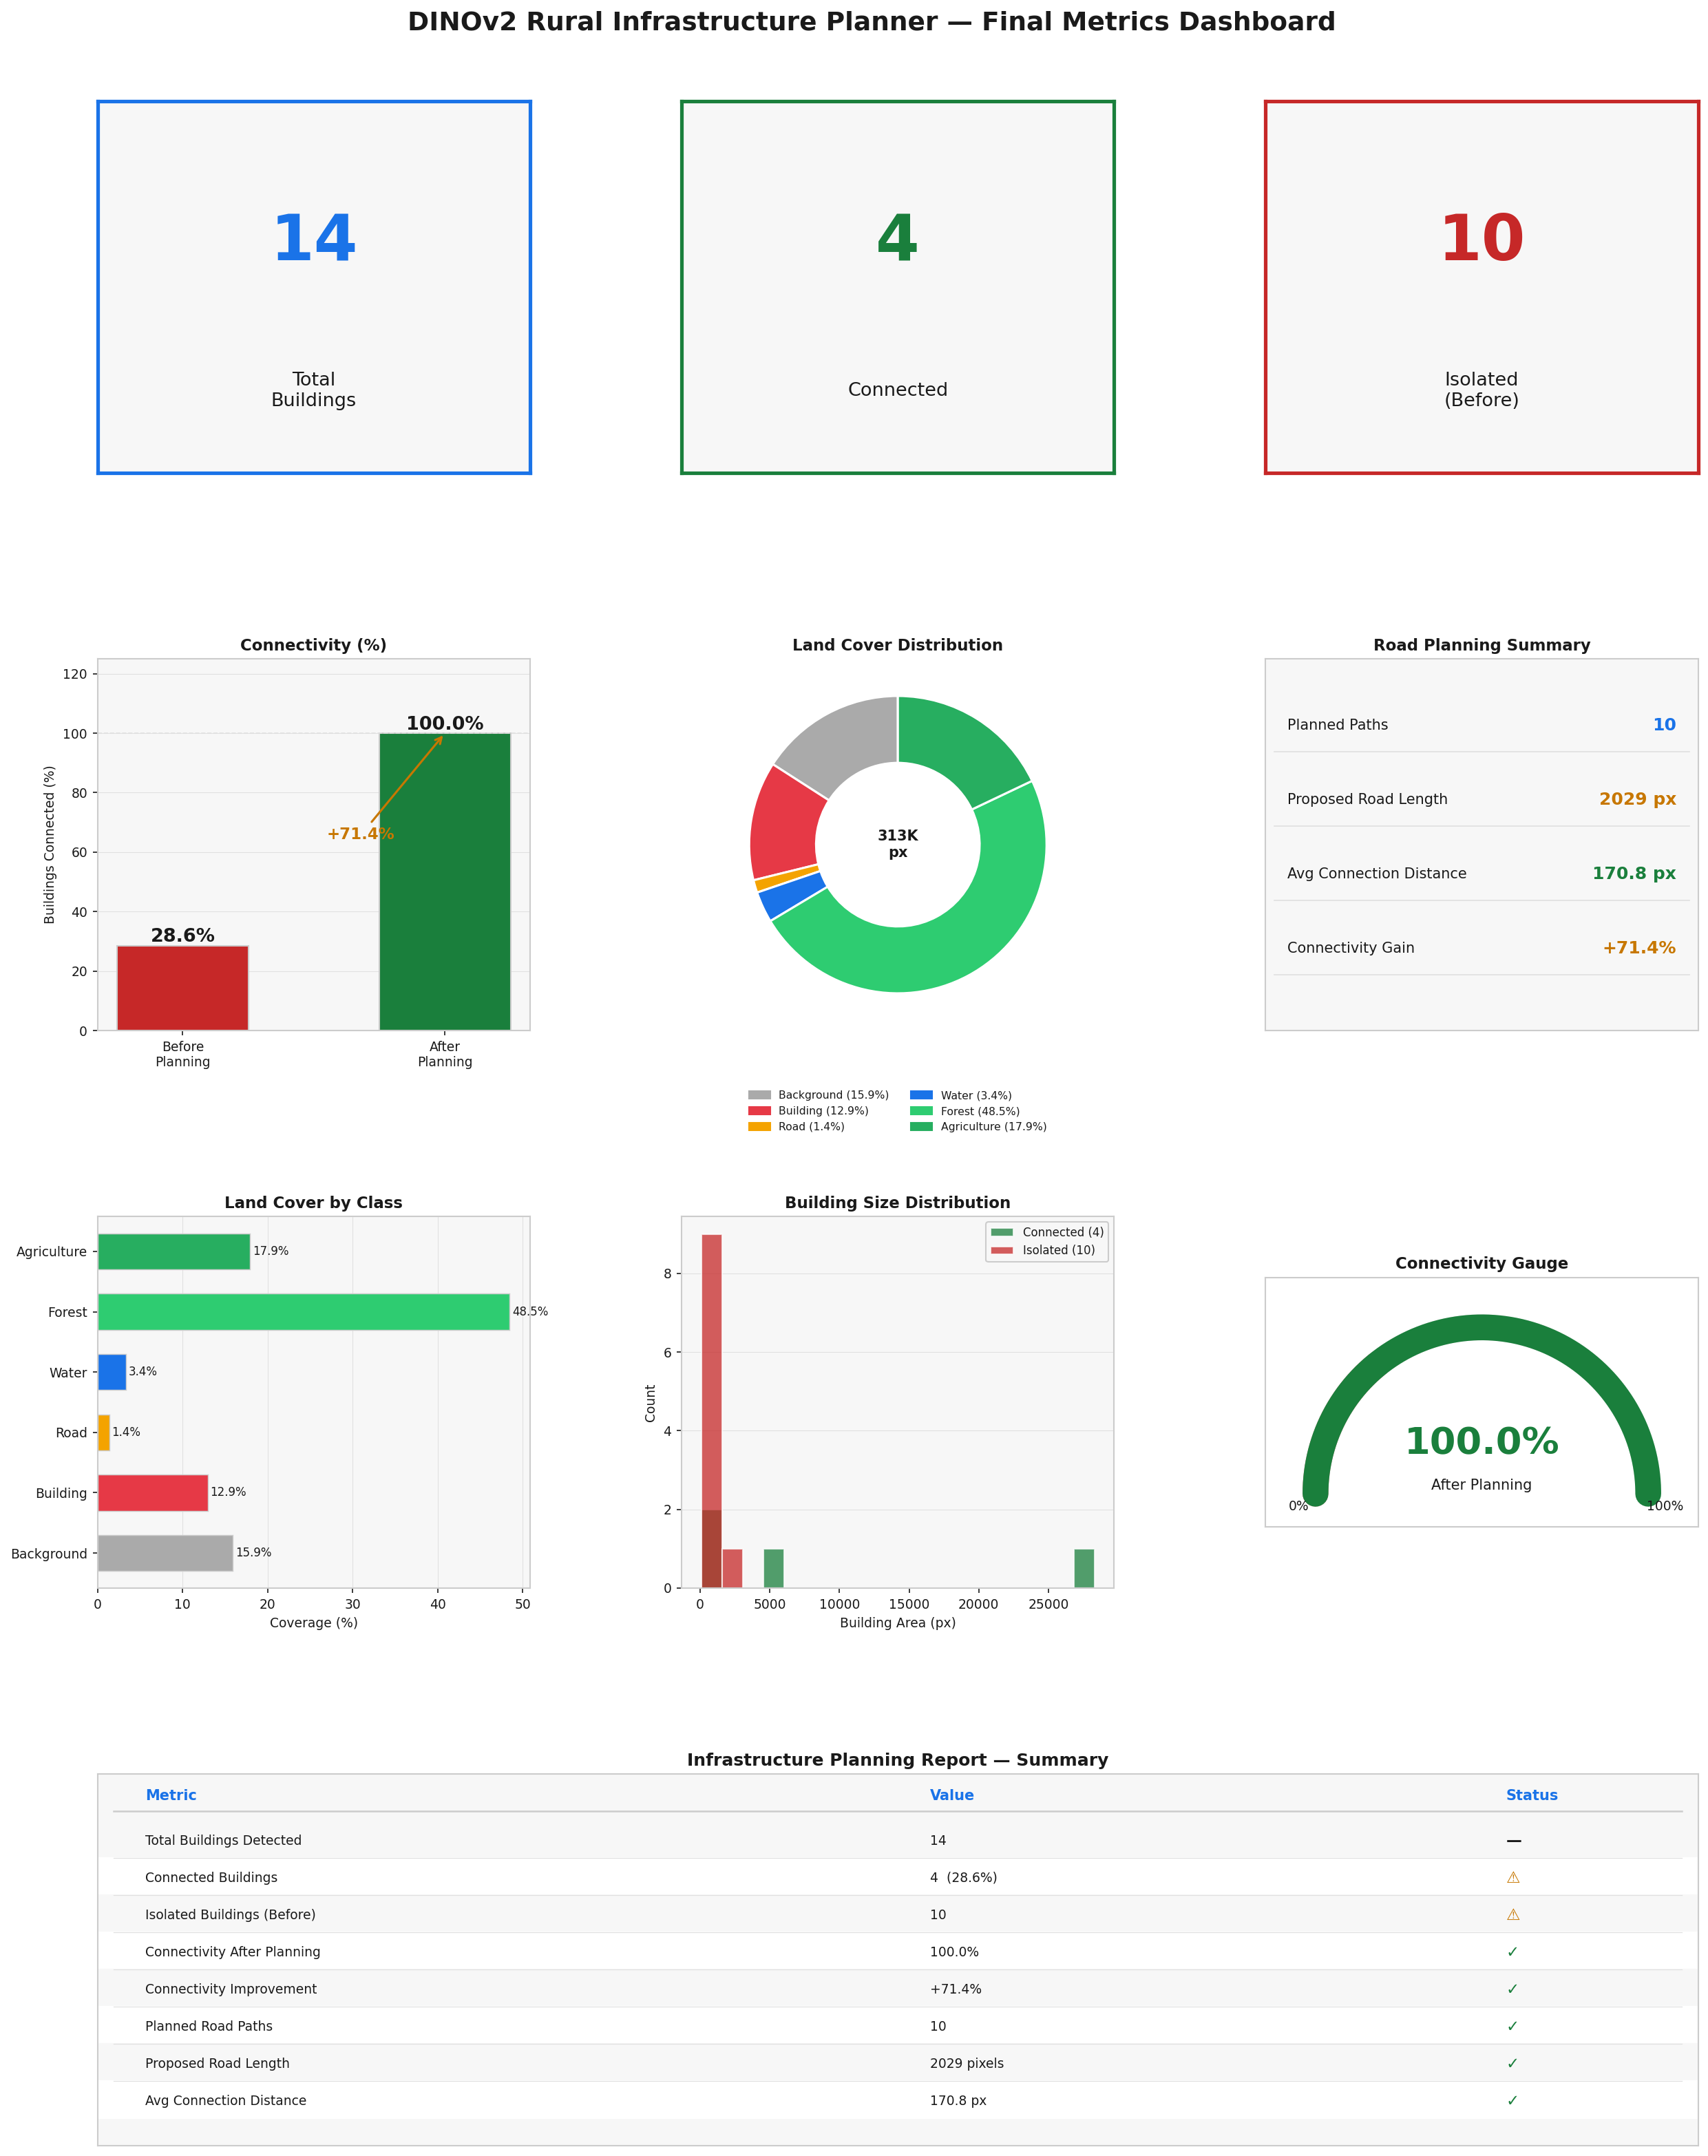 DINOv2 Rural Infrastructure Planner — Final Metrics Dashboard
14
Total
Buildings
4
Connected
10
Isolated
(Before)
Connectivity (%)
120
100
80
60
40
20
0
Buildings Connected (%)
28.6%
100.0%
+71.4%
Before
Planning
After
Planning
Land Cover Distribution
313K
px
Background (15.9%)
Building (12.9%)
Road (1.4%)
Water (3.4%)
Forest (48.5%)
Agriculture (17.9%)
Road Planning Summary
Planned Paths 10
Proposed Road Length 2029 px
Avg Connection Distance 170.8 px
Connectivity Gain +71.4%
Land Cover by Class
Agriculture 17.9%
Forest 48.5%
Water 3.4%
Road 1.4%
Building 12.9%
Background 15.9%
0 10 20 30 40 50
Coverage (%)
Building Size Distribution
Connected (4)
Isolated (10)
8
6
4
2
0
Count
0 5000 10000 15000 20000 25000
Building Area (px)
Connectivity Gauge
100.0%
After Planning
0% 100%
Infrastructure Planning Report — Summary
Metric Value Status
Total Buildings Detected 14 —
Connected Buildings 4 (28.6%) ⚠
Isolated Buildings (Before) 10 ⚠
Connectivity After Planning 100.0% ✓
Connectivity Improvement +71.4% ✓
Planned Road Paths 10 ✓
Proposed Road Length 2029 pixels ✓
Avg Connection Distance 170.8 px ✓